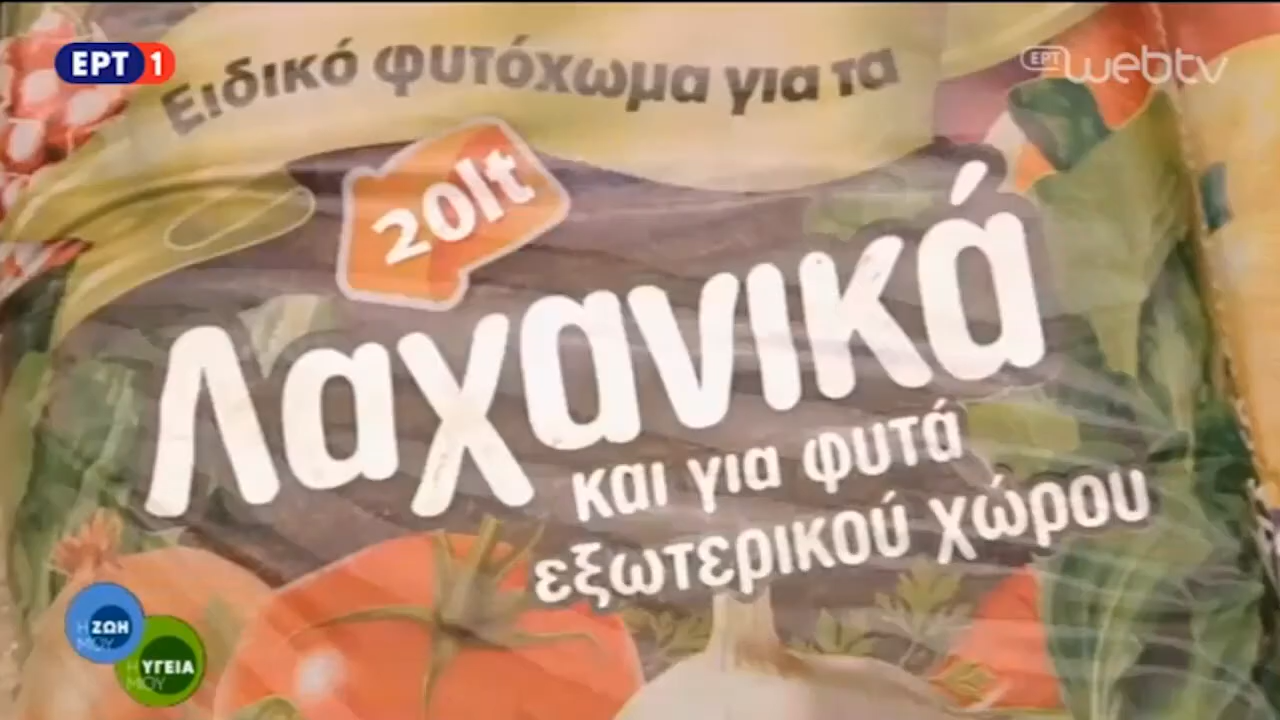 ΕΡΤ 1
ΕΡΤ webtv
Ειδικό φυτόχωμα για τα
20lt
Λαχανικά
και για φυτά
εξωτερικού χώρου
Η ΖΩΗ
ΜΟΥ
Η ΥΓΕΙΑ
ΜΟΥ